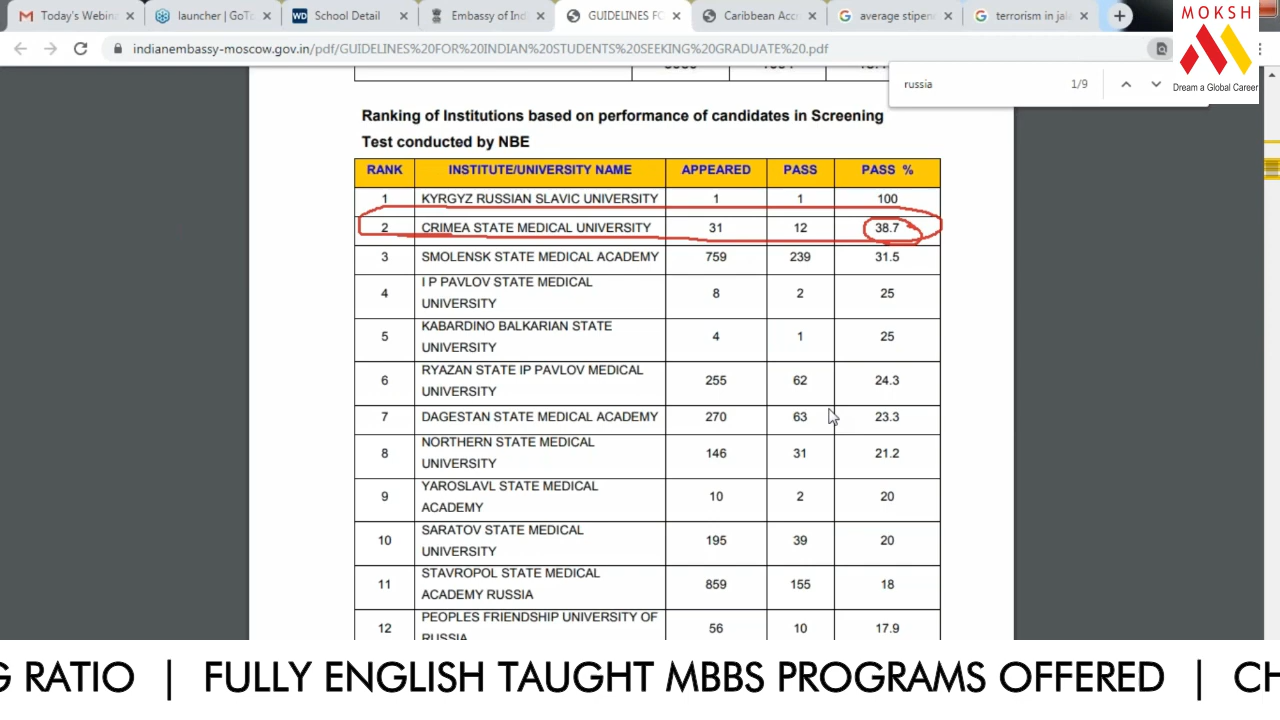 Today's Webina
launcher | GoTo
WD School Detail
Embassy of Ind
GUIDELINES FO
Caribbean Acc
average stipen
terrorism in jal
MOKSH
Dream a Global Career
indianembassy-moscow.gov.in/pdf/GUIDELINES%20FOR%20INDIAN%20STUDENTS%20SEEKING%20GRADUATE%20.pdf
russia 1/9
Ranking of Institutions based on performance of candidates in Screening
Test conducted by NBE
RANK INSTITUTE/UNIVERSITY NAME APPEARED PASS PASS %
1 KYRGYZ RUSSIAN SLAVIC UNIVERSITY 1 1 100
2 CRIMEA STATE MEDICAL UNIVERSITY 31 12 38.7
3 SMOLENSK STATE MEDICAL ACADEMY 759 239 31.5
4 I P PAVLOV STATE MEDICAL
UNIVERSITY 8 2 25
5 KABARDINO BALKARIAN STATE
UNIVERSITY 4 1 25
6 RYAZAN STATE IP PAVLOV MEDICAL
UNIVERSITY 255 62 24.3
7 DAGESTAN STATE MEDICAL ACADEMY 270 63 23.3
8 NORTHERN STATE MEDICAL
UNIVERSITY 146 31 21.2
9 YAROSLAVL STATE MEDICAL
ACADEMY 10 2 20
10 SARATOV STATE MEDICAL
UNIVERSITY 195 39 20
11 STAVROPOL STATE MEDICAL
ACADEMY RUSSIA 859 155 18
12 PEOPLES FRIENDSHIP UNIVERSITY OF
RUSSIA 56 10 17.9
G RATIO | FULLY ENGLISH TAUGHT MBBS PROGRAMS OFFERED | CH